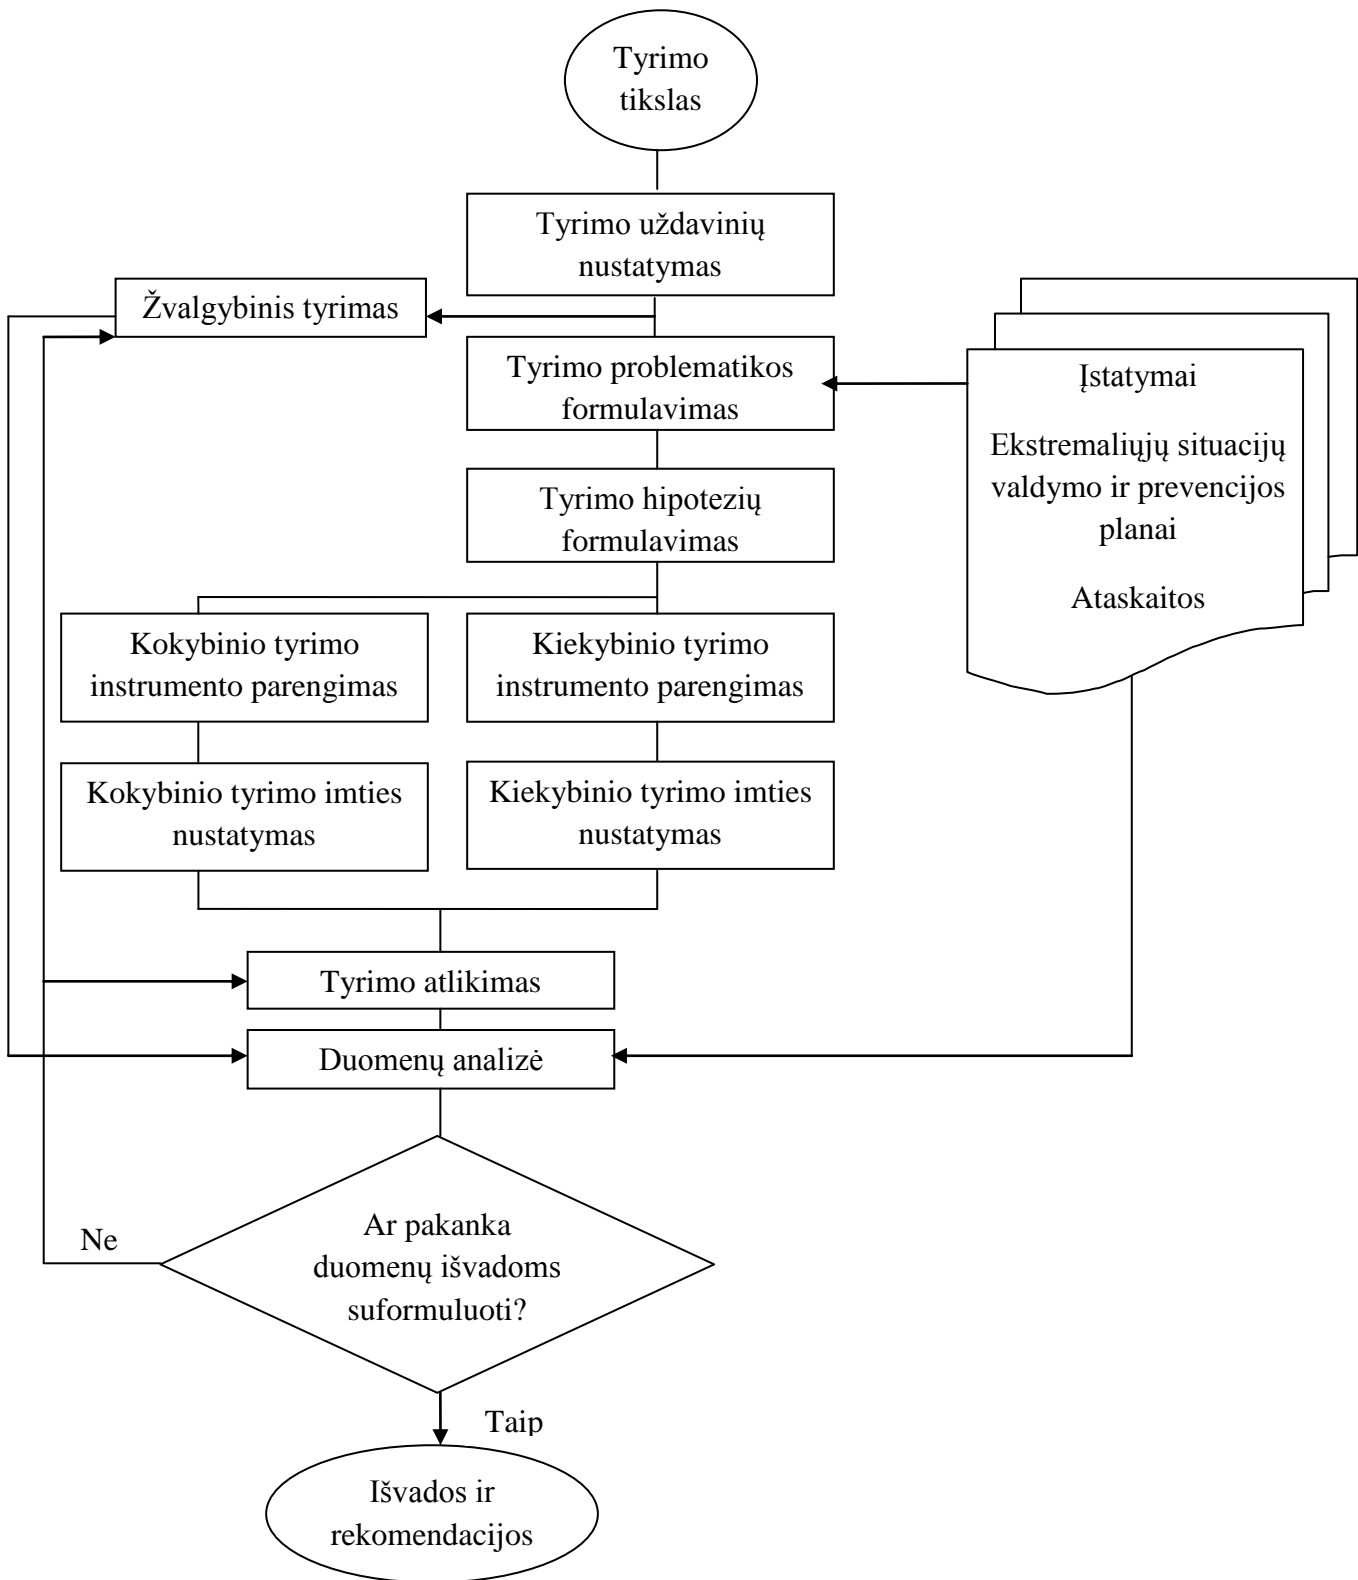 Tyrimo
tikslas
Tyrimo uždavinių
nustatymas
Žvalgybinis tyrimas
Tyrimo problematikos
formulavimas
Įstatymai
Ekstremaliųjų situacijų
valdymo ir prevencijos
planai
Ataskaitos
Tyrimo hipotezių
formulavimas
Kokybinio tyrimo
instrumento parengimas
Kiekybinio tyrimo
instrumento parengimas
Kokybinio tyrimo imties
nustatymas
Kiekybinio tyrimo imties
nustatymas
Tyrimo atlikimas
Duomenų analizė
Ne
Ar pakanka
duomenų išvadoms
suformuluoti?
Taip
Išvados ir
rekomendacijos